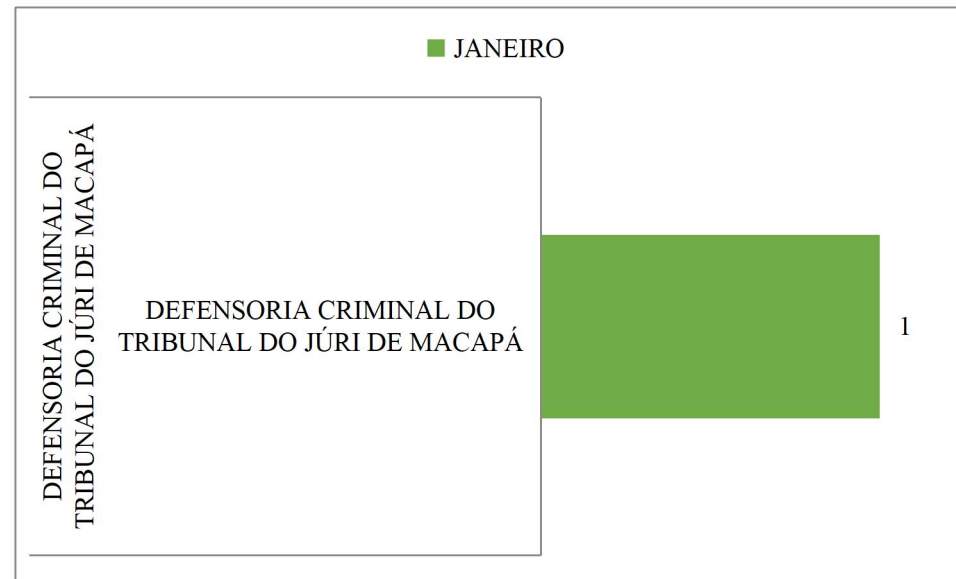 JANEIRO
DEFENSORIA CRIMINAL DO
TRIBUNAL DO JÚRI DE MACAPÁ
DEFENSORIA CRIMINAL DO
TRIBUNAL DO JÚRI DE MACAPÁ
1